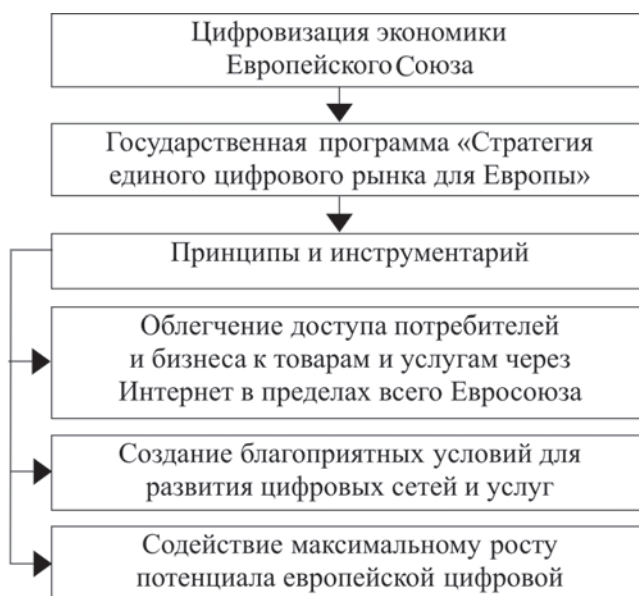 Цифровизация экономики
Европейского Союза
Государственная программа «Стратегия
единого цифрового рынка для Европы»
Принципы и инструментарий
Облегчение доступа потребителей
и бизнеса к товарам и услугам через
Интернет в пределах всего Евросоюза
Создание благоприятных условий для
развития цифровых сетей и услуг
Содействие максимальному росту
потенциала европейской цифровой